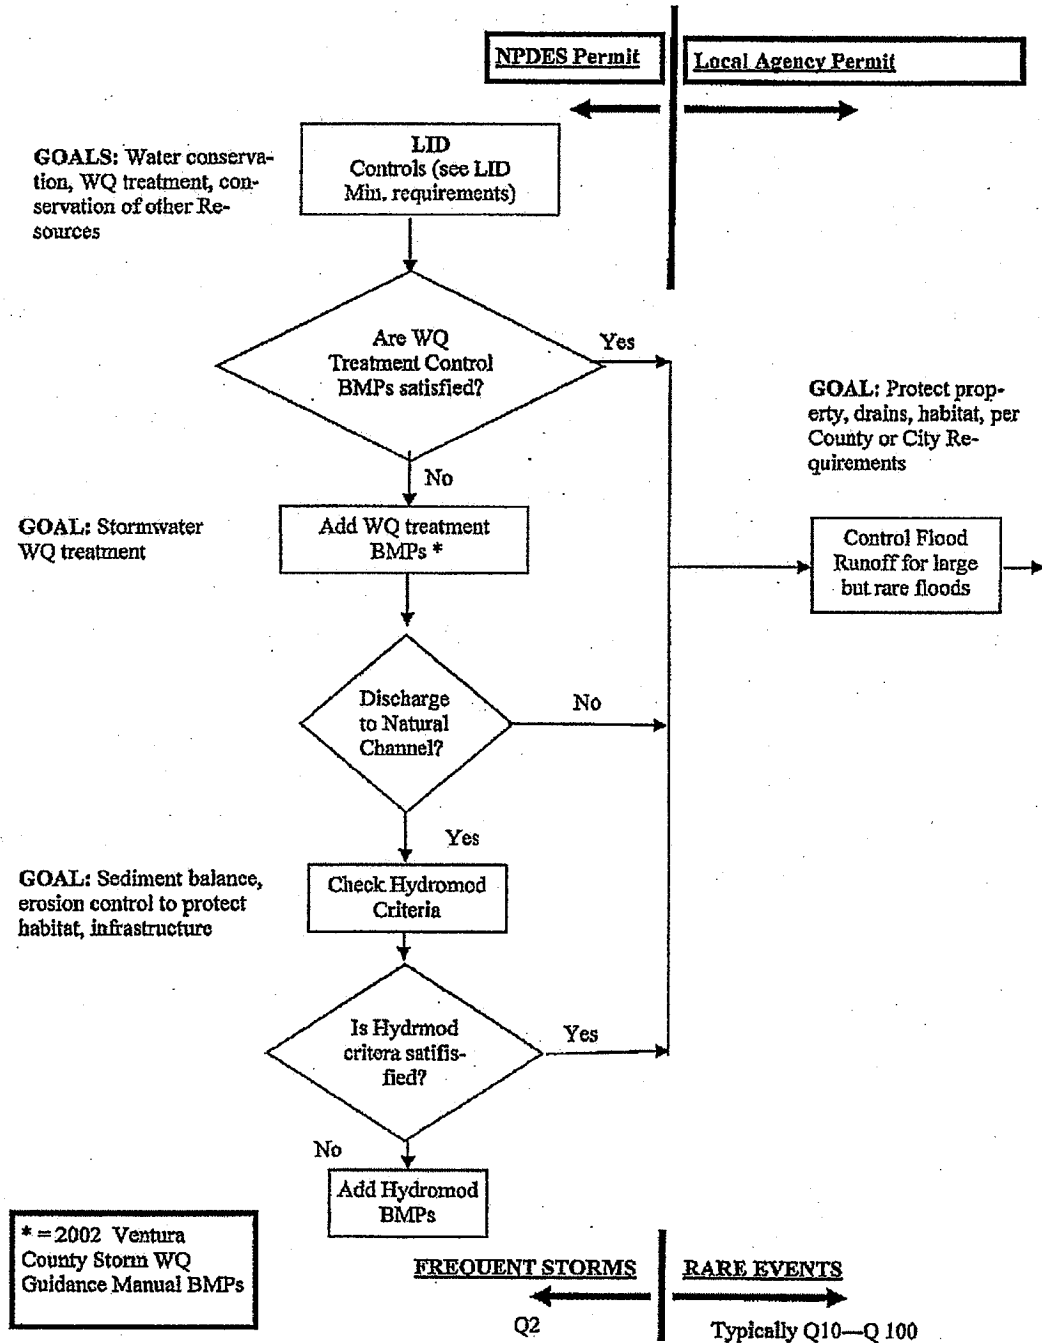 NPDES Permit
Local Agency Permit
LID
Controls (see LID
Min. requirements)
GOALS: Water conserva-
tion, WQ treatment, con-
servation of other Re-
sources
Are WQ
Treatment Control
BMPs satisfied?
Yes
GOAL: Protect prop-
erty, drains, habitat, per
County or City Re-
quirements
No
GOAL: Stormwater
WQ treatment
Add WQ treatment
BMPs *
Control Flood
Runoff for large
but rare floods
Discharge
to Natural
Channel?
No
Yes
GOAL: Sediment balance,
erosion control to protect
habitat, infrastructure
Check Hydromod
Criteria
Is Hydrmod
critera satifis-
fied?
Yes
No
Add Hydromod
BMPs
* = 2002 Ventura
County Storm WQ
Guidance Manual BMPs
FREQUENT STORMS
RARE EVENTS
Q2
Typically Q10—Q 100